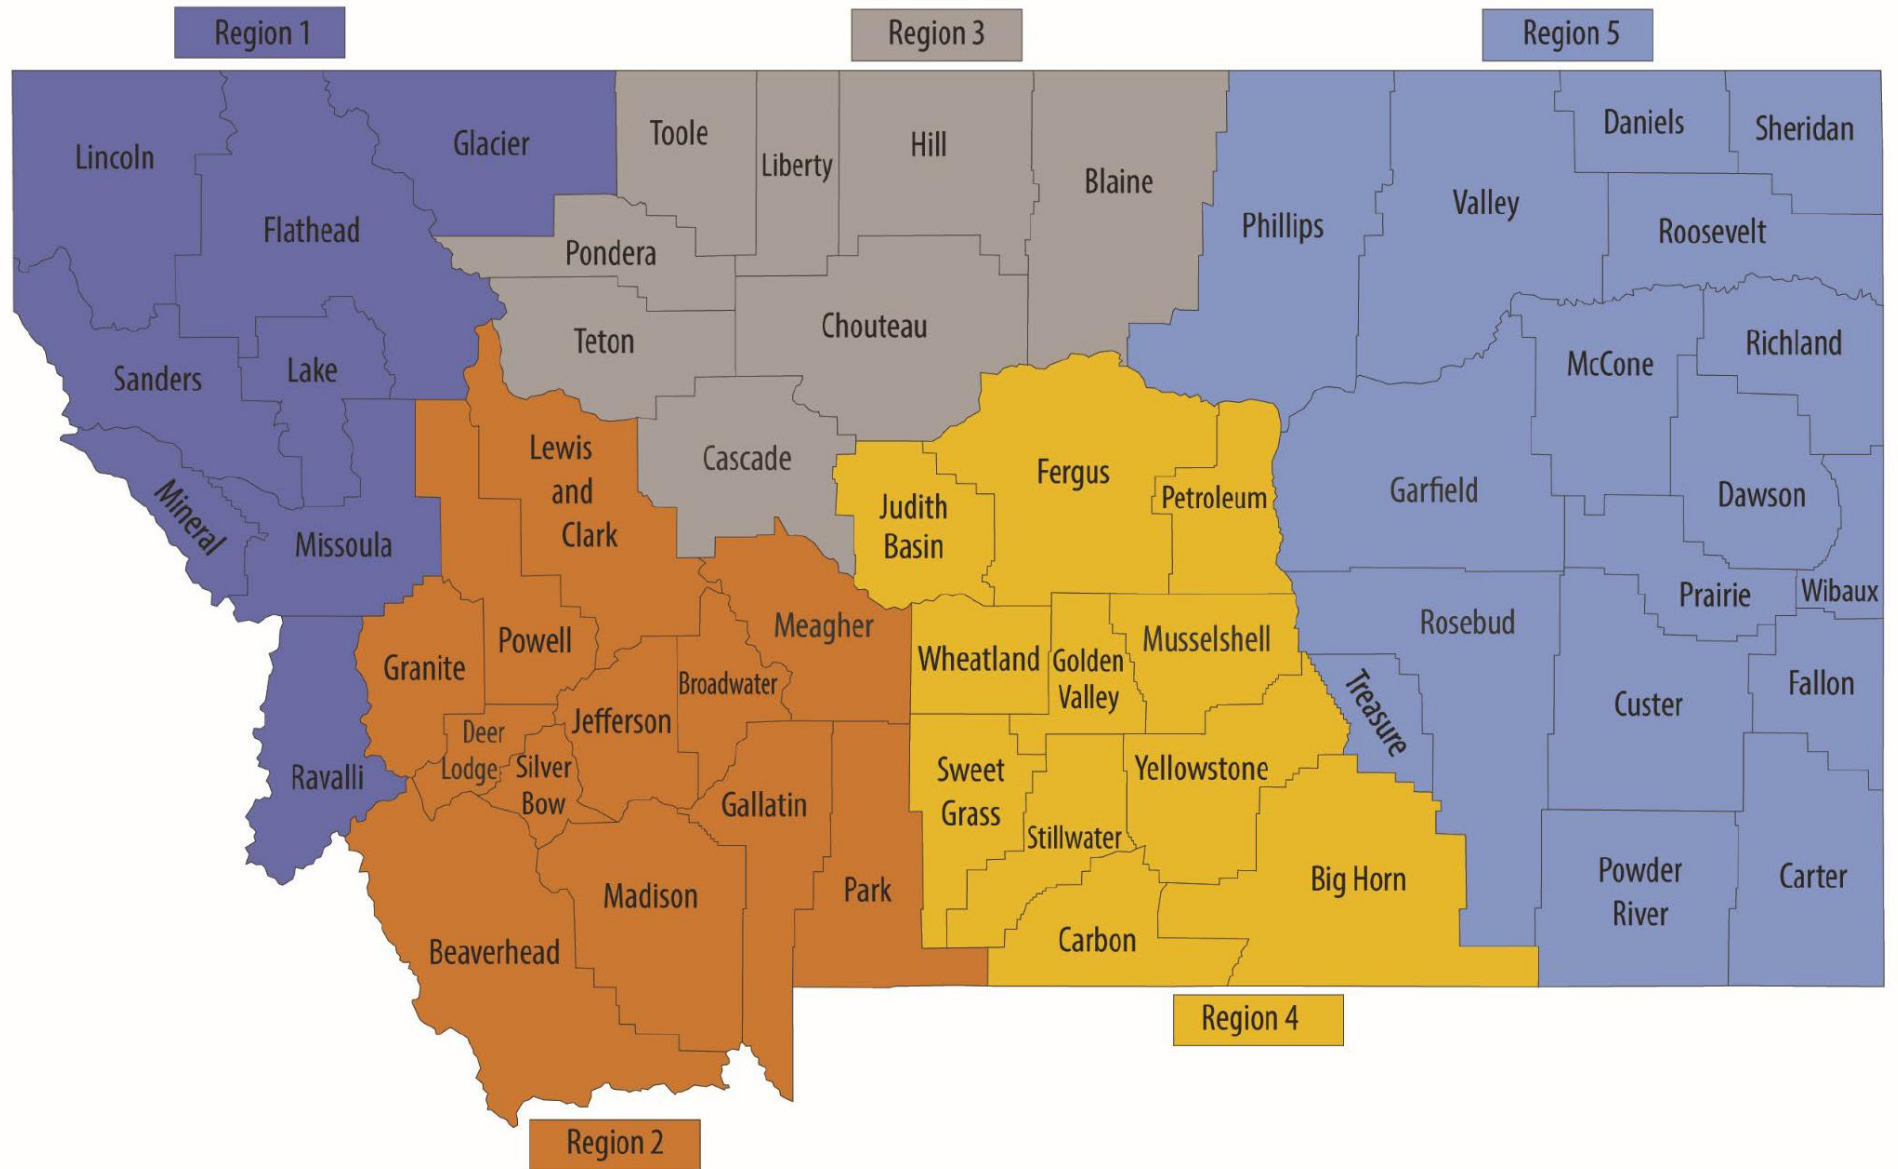 Region 1
Region 3
Region 5
Lincoln
Flathead
Glacier
Sanders
Lake
Mineral
Missoula
Ravalli
Toole
Liberty
Hill
Blaine
Pondera
Teton
Chouteau
Cascade
Phillips
Valley
Daniels
Sheridan
Roosevelt
McCone
Richland
Garfield
Dawson
Prairie
Wibaux
Rosebud
Treasure
Custer
Fallon
Powder
River
Carter
Lewis
and
Clark
Powell
Granite
Meagher
Broadwater
Jefferson
Deer
Lodge
Silver
Bow
Gallatin
Park
Madison
Beaverhead
Judith
Basin
Fergus
Petroleum
Wheatland
Golden
Valley
Musselshell
Sweet
Grass
Stillwater
Yellowstone
Carbon
Big Horn
Region 4
Region 2